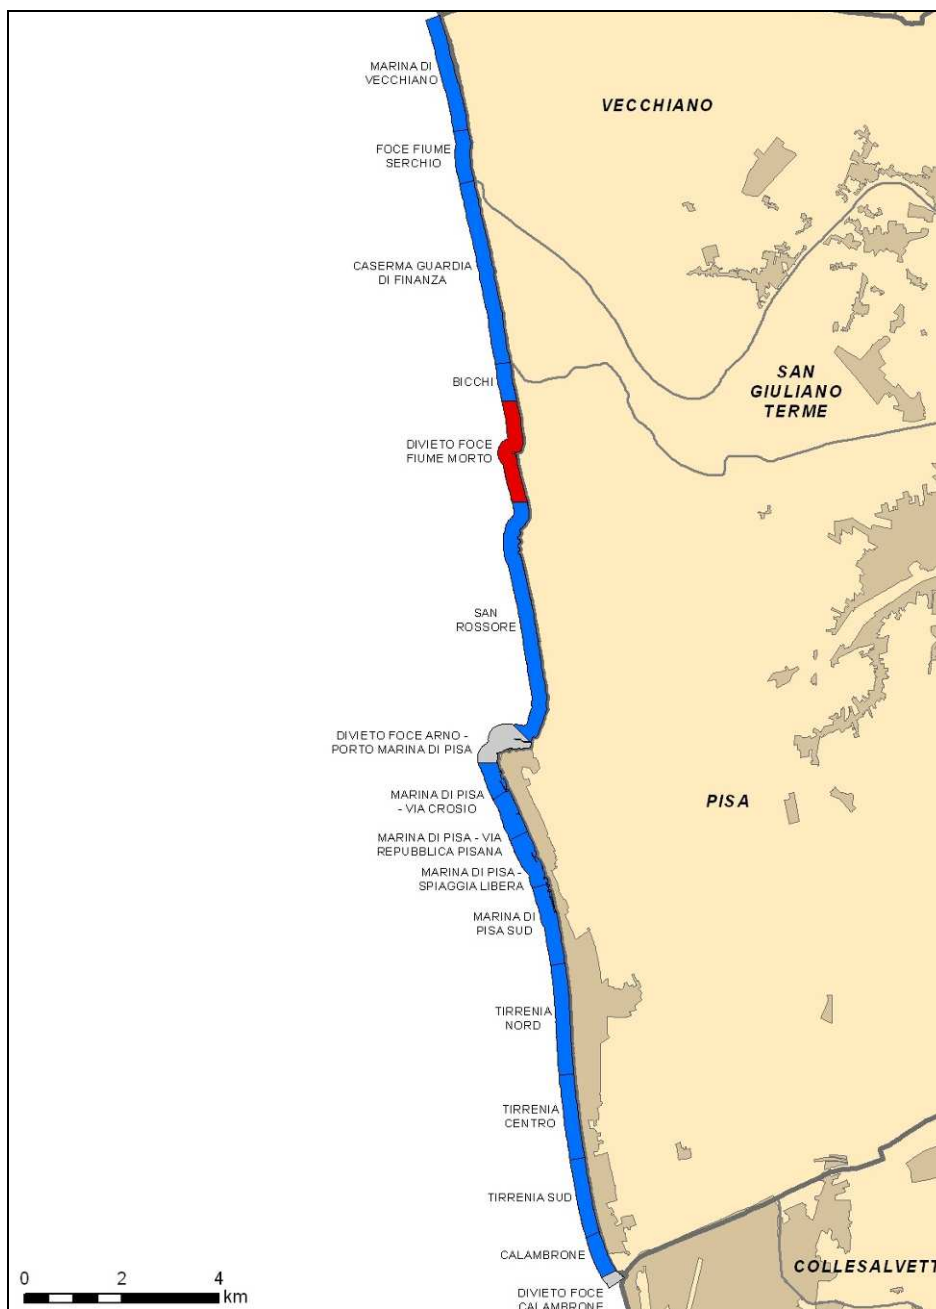 MARINA DI
VECCHIANO
VECCHIANO
FOCE FIUME
SERCHIO
CASERMA GUARDIA
DI FINANZA
SAN
GIULIANO
TERME
BICCHI
DIVIETO FOCE
FIUME MORTO
SAN
ROSSORE
DIVIETO FOCE ARNO -
PORTO MARINA DI PISA
MARINA DI PISA
- VIA CROSIO
PISA
MARINA DI PISA - VIA
REPUBBLICA PISANA
MARINA DI PISA -
SPIAGGIA LIBERA
MARINA DI
PISA SUD
TIRRENIA
NORD
TIRRENIA
CENTRO
TIRRENIA SUD
CALAMBRONE
COLLESALVETT
DIVIETO FOCE
CALAMBRONE
0 2 4
km